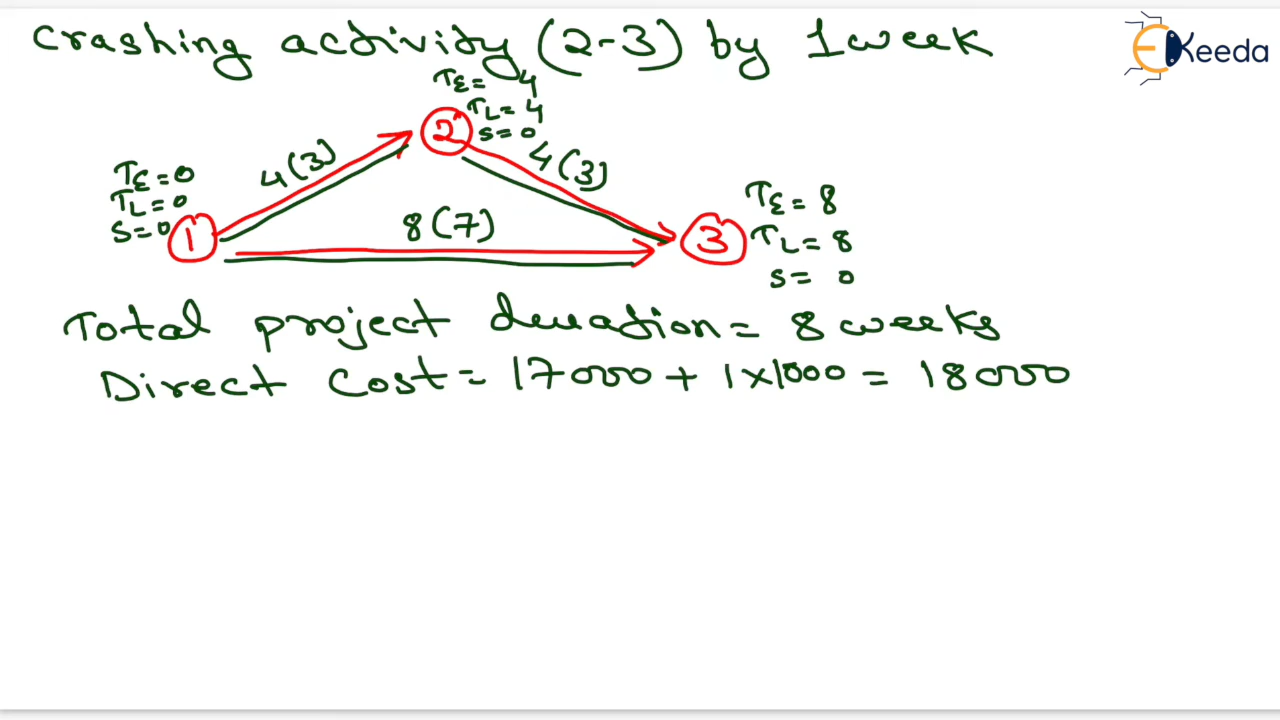 crashing activity (2-3) by 1 week
EKeeda
TE= 4
TL= 4
S= 0
2
4(3)
4(3)
TE=0
TL=0
S=0
1
8(7)
3
TE= 8
TL= 8
S= 0
Total project duration= 8 weeks
Direct Cost= 17000 + 1x1000 = 18000